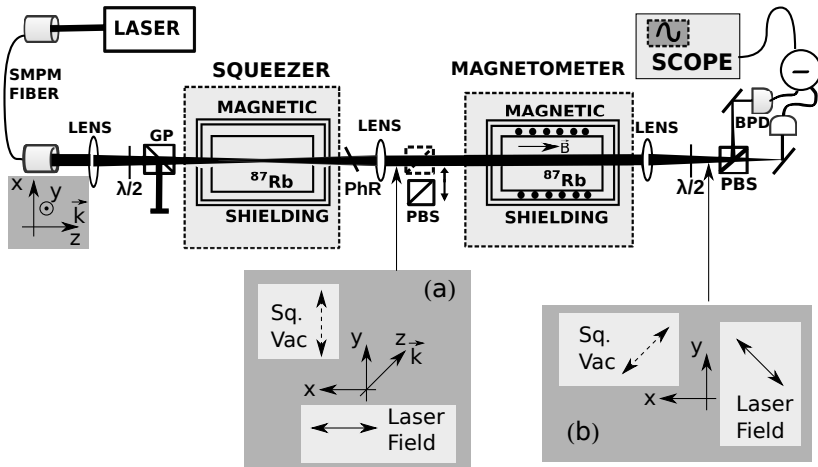 LASER
SMPM
FIBER
LENS
λ/2
GP
SQUEEZER
MAGNETIC
⁸⁷Rb
SHIELDING
PhR
LENS
PBS
MAGNETOMETER
MAGNETIC
B
⁸⁷Rb
SHIELDING
LENS
λ/2
PBS
BPD
SCOPE
−
x
y
k
z
(a)
Sq.
Vac
y
z
k
x
Laser
Field
(b)
Sq.
Vac
y
x
Laser
Field